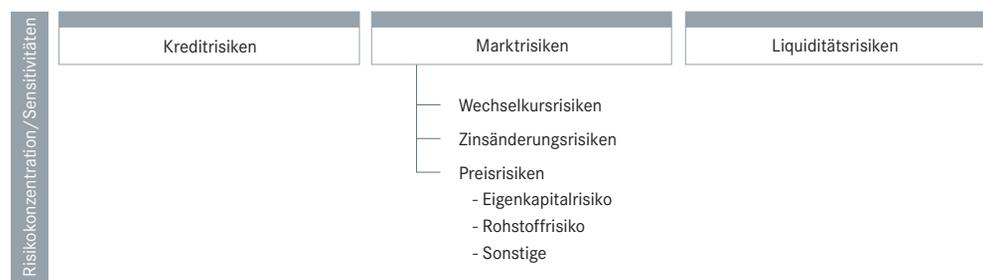 Risikokonzentration/Sensitivitäten
Kreditrisiken
Marktrisiken
Liquiditätsrisiken
Wechselkursrisiken
Zinsänderungsrisiken
Preisrisiken
- Eigenkapitalrisiko
- Rohstoffrisiko
- Sonstige